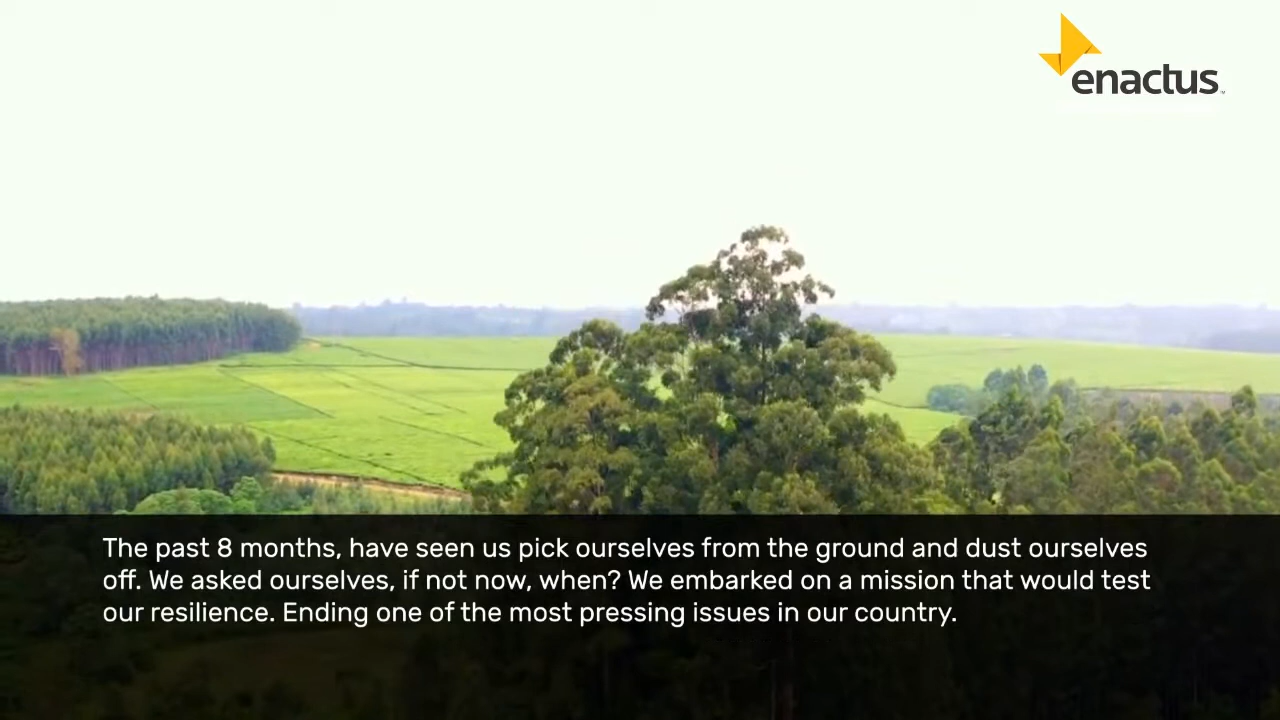 enactus
The past 8 months, have seen us pick ourselves from the ground and dust ourselves
off. We asked ourselves, if not now, when? We embarked on a mission that would test
our resilience. Ending one of the most pressing issues in our country.